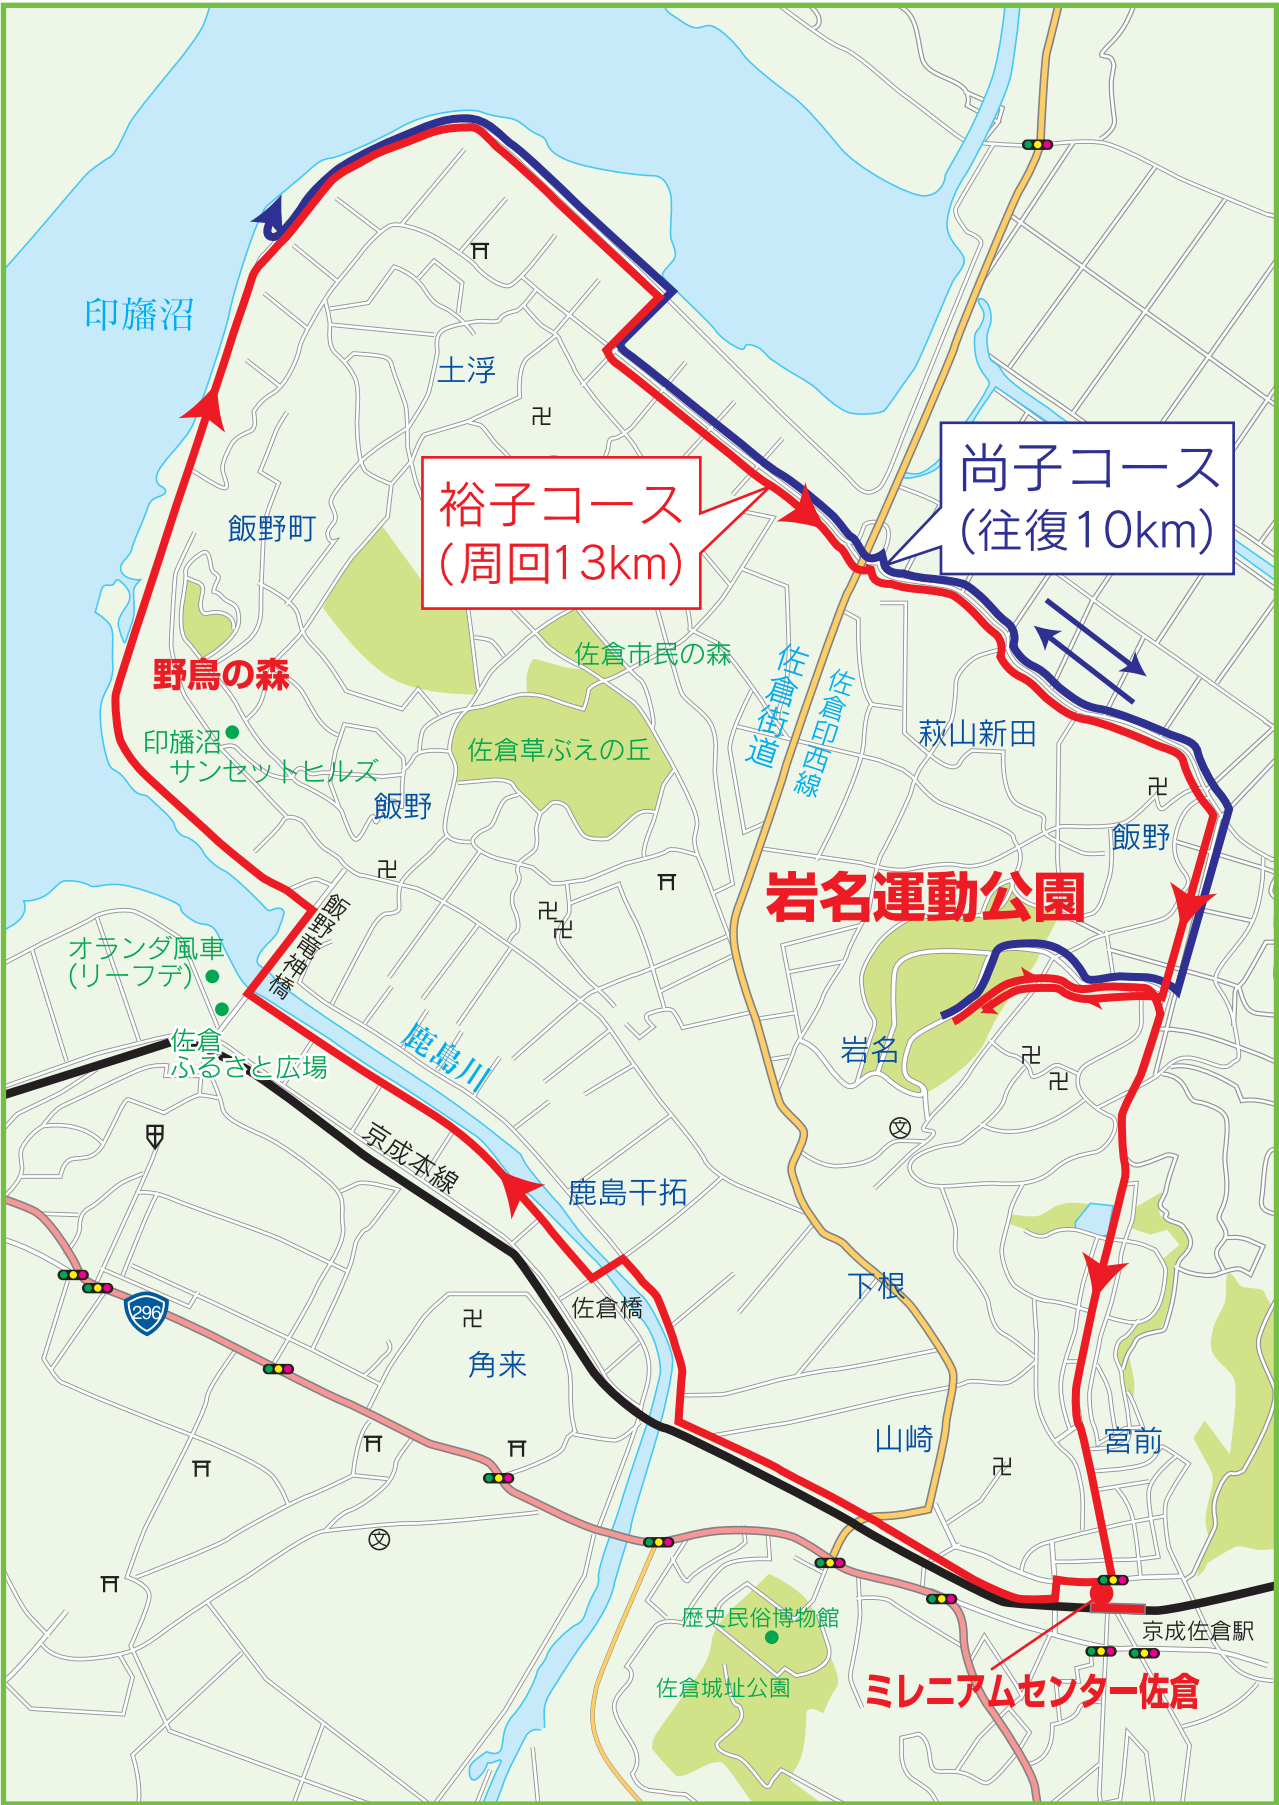 印旛沼
土浮
尚子コース
(往復10km)
裕子コース
(周回13km)
飯野町
佐倉市民の森
野鳥の森
佐倉街道
佐倉印西線
萩山新田
印旛沼
サンセットヒルズ
佐倉草ぶえの丘
飯野
飯野
岩名運動公園
飯野竜神橋
オランダ風車
(リーフデ)
佐倉
ふるさと広場
鹿島川
岩名
京成本線
文
鹿島干拓
下根
296
佐倉橋
角来
山崎
宮前
文
歴史民俗博物館
京成佐倉駅
佐倉城址公園
ミレニアムセンター佐倉